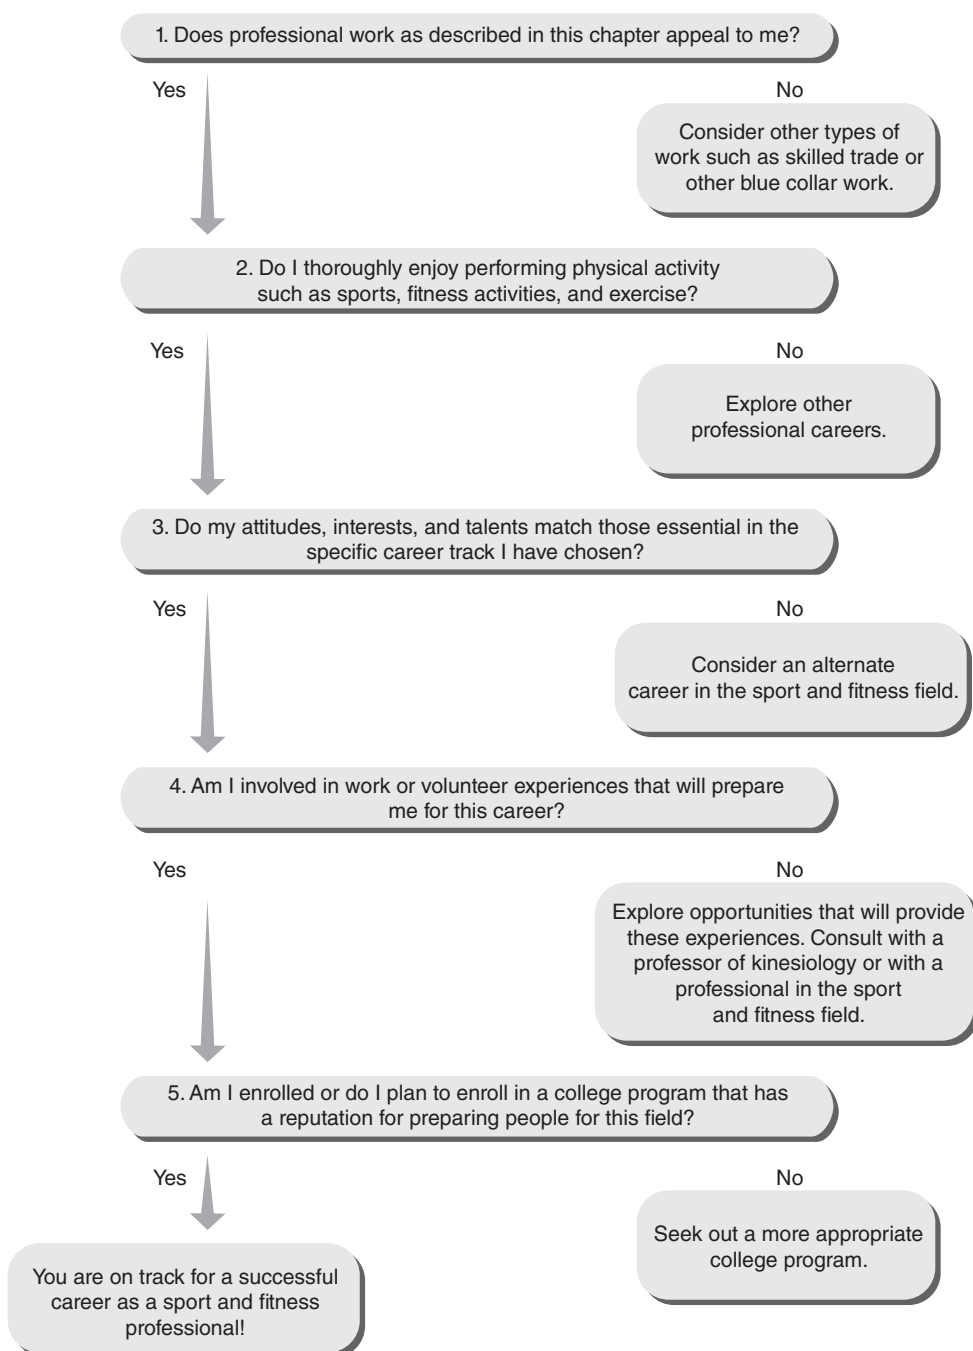 1. Does professional work as described in this chapter appeal to me?
Yes
No
Consider other types of
work such as skilled trade or
other blue collar work.
2. Do I thoroughly enjoy performing physical activity
such as sports, fitness activities, and exercise?
Yes
No
Explore other
professional careers.
3. Do my attitudes, interests, and talents match those essential in the
specific career track I have chosen?
Yes
No
Consider an alternate
career in the sport and fitness field.
4. Am I involved in work or volunteer experiences that will prepare
me for this career?
Yes
No
Explore opportunities that will provide
these experiences. Consult with a
professor of kinesiology or with a
professional in the sport
and fitness field.
5. Am I enrolled or do I plan to enroll in a college program that has
a reputation for preparing people for this field?
Yes
No
Seek out a more appropriate
college program.
You are on track for a successful
career as a sport and fitness
professional!